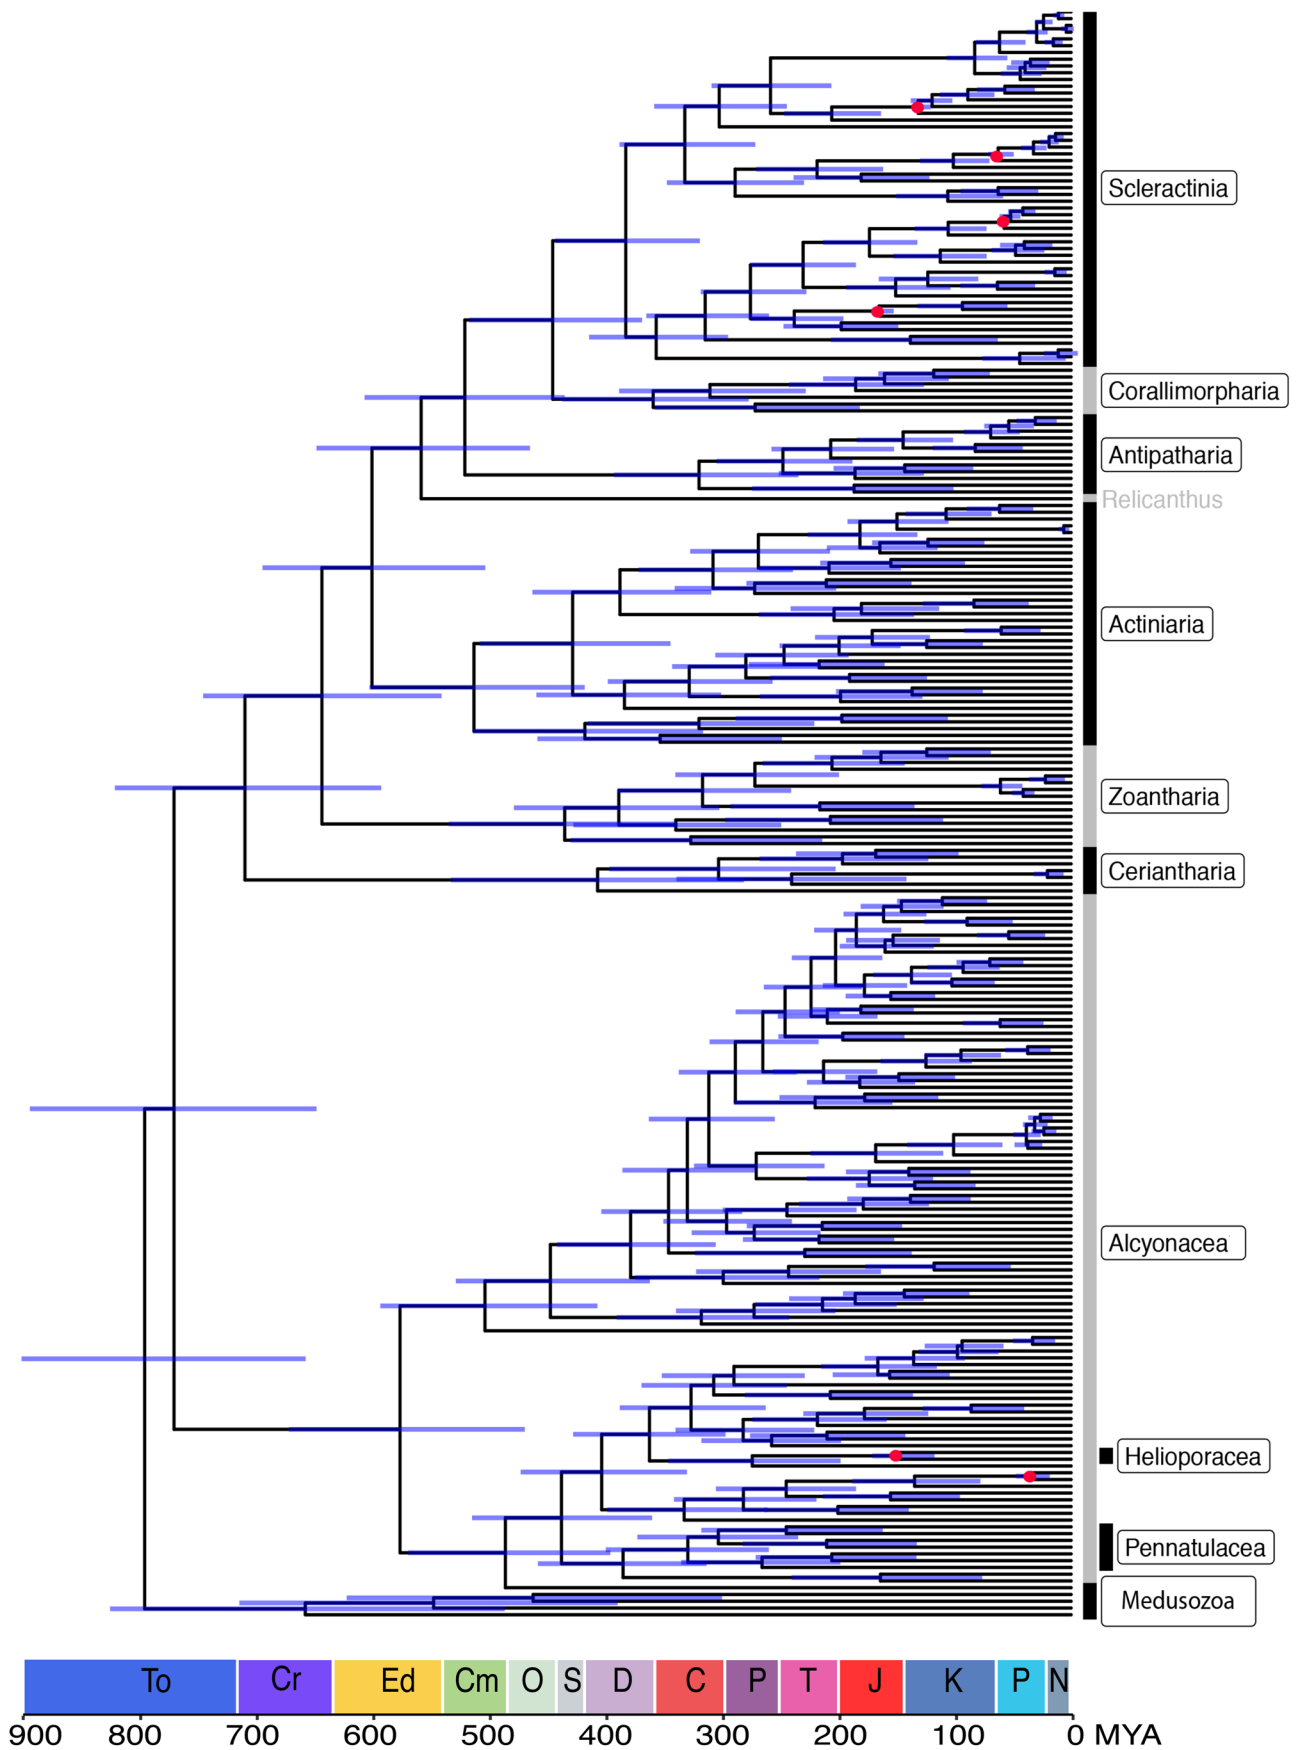 Scleractinia
Corallimorpharia
Antipatharia
Relicanthus
Actiniaria
Zoantharia
Ceriantharia
Alcyonacea
Helioporacea
Pennatulacea
Medusozoa
To Cr Ed Cm O S D C P T J K P N
900 800 700 600 500 400 300 200 100 0 MYA